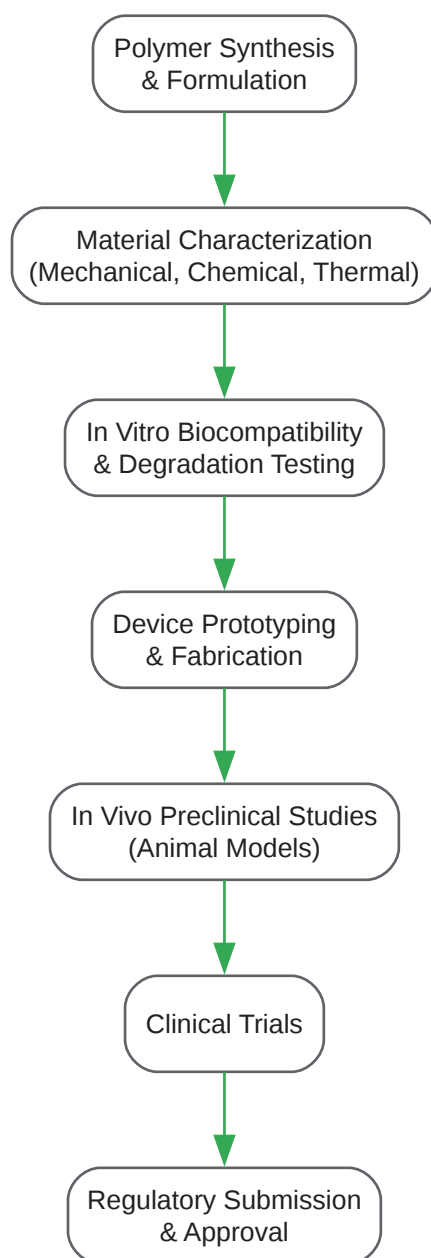 Polymer Synthesis
& Formulation
Material Characterization
(Mechanical, Chemical, Thermal)
In Vitro Biocompatibility
& Degradation Testing
Device Prototyping
& Fabrication
In Vivo Preclinical Studies
(Animal Models)
Clinical Trials
Regulatory Submission
& Approval